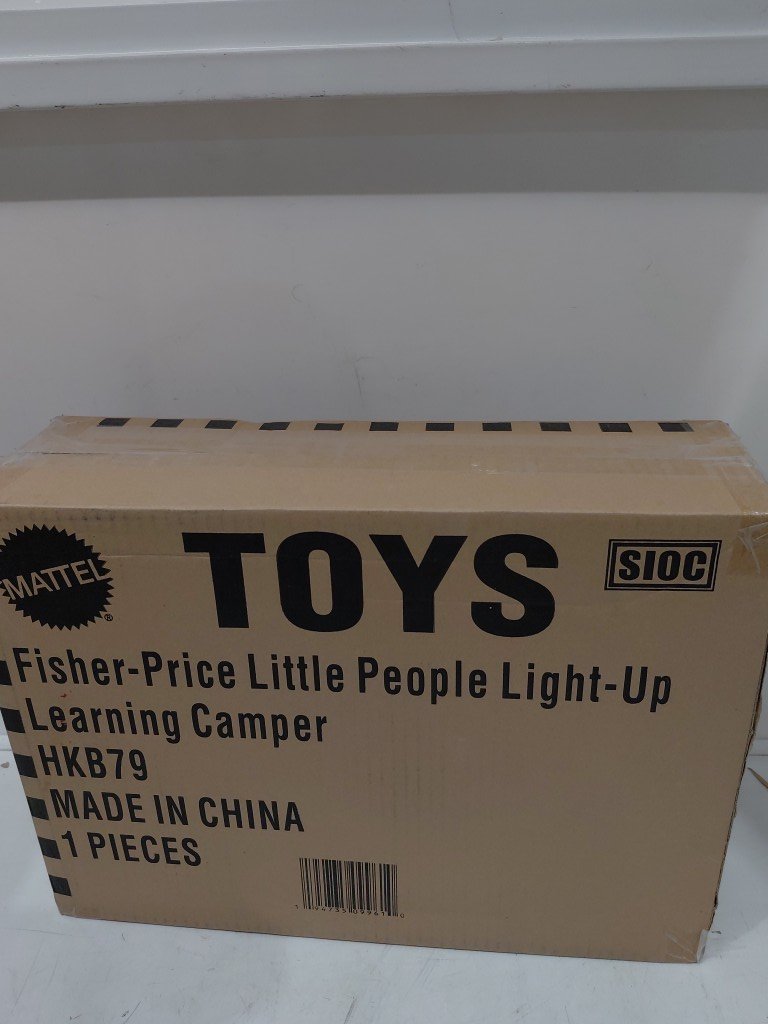 MATTEL
®
TOYS
SIOC
Fisher-Price Little People Light-Up
Learning Camper
HKB79
MADE IN CHINA
1 PIECES